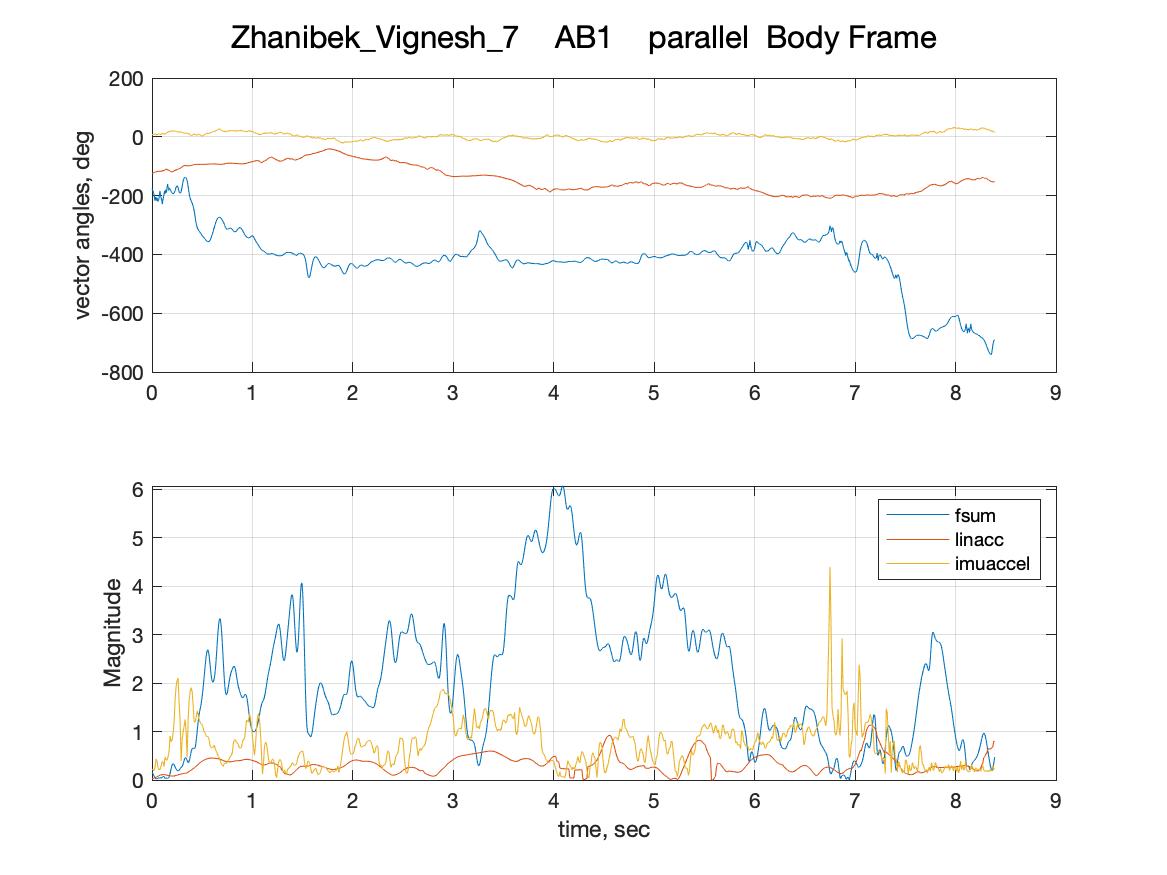 Zhanibek_Vignesh_7 AB1 parallel Body Frame
200
0
-200
-400
-600
-800
vector angles, deg
0 1 2 3 4 5 6 7 8 9
6
5
4
3
2
1
0
Magnitude
fsum
linacc
imuaccel
0 1 2 3 4 5 6 7 8 9
time, sec